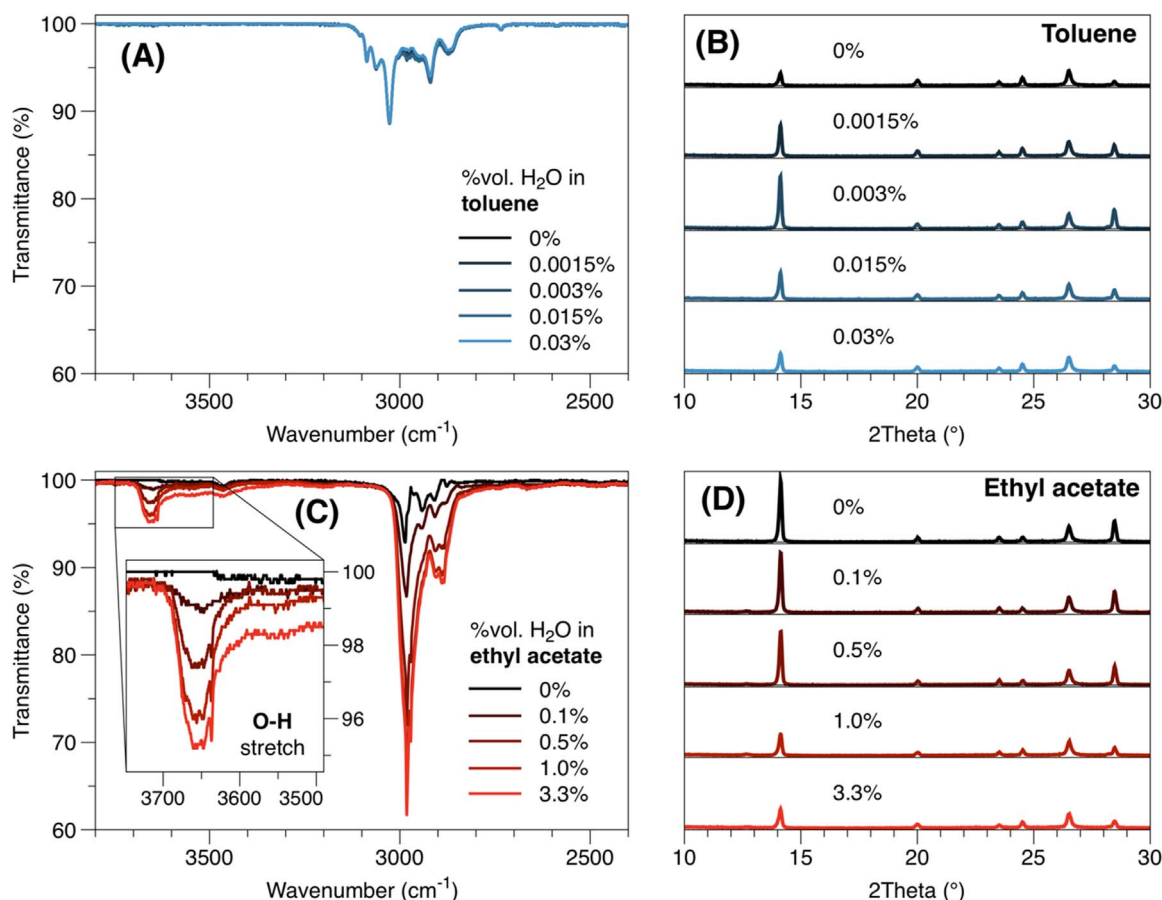 (A)
100
90
80
70
60
Transmittance (%)
%vol. H2O in
toluene
0%
0.0015%
0.003%
0.015%
0.03%
3500 3000 2500
Wavenumber (cm-1)
(B)
Toluene
0%
0.0015%
0.003%
0.015%
0.03%
10 15 20 25 30
2Theta (°)
(C)
100
90
80
70
60
Transmittance (%)
100
98
96
O-H
stretch
3700 3600 3500
%vol. H2O in
ethyl acetate
0%
0.1%
0.5%
1.0%
3.3%
3500 3000 2500
Wavenumber (cm-1)
(D)
Ethyl acetate
0%
0.1%
0.5%
1.0%
3.3%
10 15 20 25 30
2Theta (°)